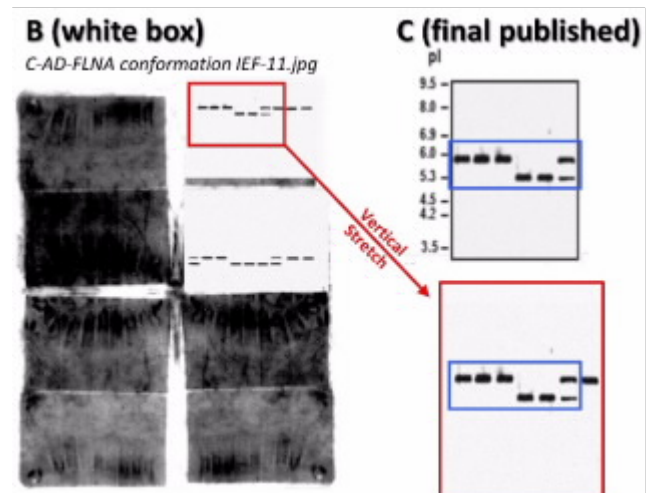 B (white box)
C-AD-FLNA conformation IEF-11.jpg
C (final published)
pI
9.5
8.0
6.9
6.0
5.3
4.5
4.2
3.5
Vertical
Stretch